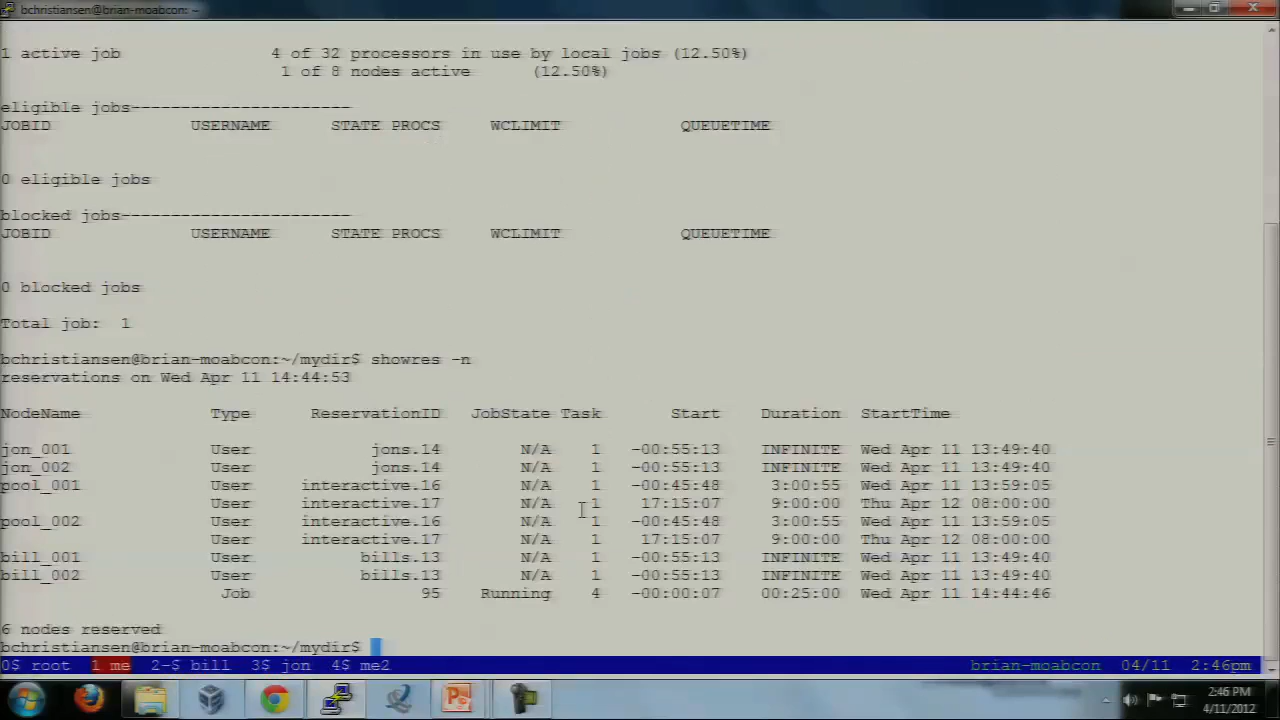 bchristiansen@brian-moabcon: ~
1 active job 4 of 32 processors in use by local jobs (12.50%)
1 of 8 nodes active (12.50%)
eligible jobs----------------------
JOBID USERNAME STATE PROCS WCLIMIT QUEUETIME
0 eligible jobs
blocked jobs-----------------------
JOBID USERNAME STATE PROCS WCLIMIT QUEUETIME
0 blocked jobs
Total job: 1
bchristiansen@brian-moabcon:~/mydir$ showres -n
reservations on Wed Apr 11 14:44:53
NodeName Type ReservationID JobState Task Start Duration StartTime
jon_001 User jons.14 N/A 1 -00:55:13 INFINITE Wed Apr 11 13:49:40
jon_002 User jons.14 N/A 1 -00:55:13 INFINITE Wed Apr 11 13:49:40
pool_001 User interactive.16 N/A 1 -00:45:48 3:00:55 Wed Apr 11 13:59:05
User interactive.17 N/A 1 17:15:07 9:00:00 Thu Apr 12 08:00:00
pool_002 User interactive.16 N/A 1 -00:45:48 3:00:55 Wed Apr 11 13:59:05
User interactive.17 N/A 1 17:15:07 9:00:00 Thu Apr 12 08:00:00
bill_001 User bills.13 N/A 1 -00:55:13 INFINITE Wed Apr 11 13:49:40
bill_002 User bills.13 N/A 1 -00:55:13 INFINITE Wed Apr 11 13:49:40
Job 95 Running 4 -00:00:07 00:25:00 Wed Apr 11 14:44:46
6 nodes reserved
bchristiansen@brian-moabcon:~/mydir$
0$ root 1 me 2-$ bill 3$ jon 4$ me2 brian-moabcon 04/11 2:46pm
2:46 PM
4/11/2012